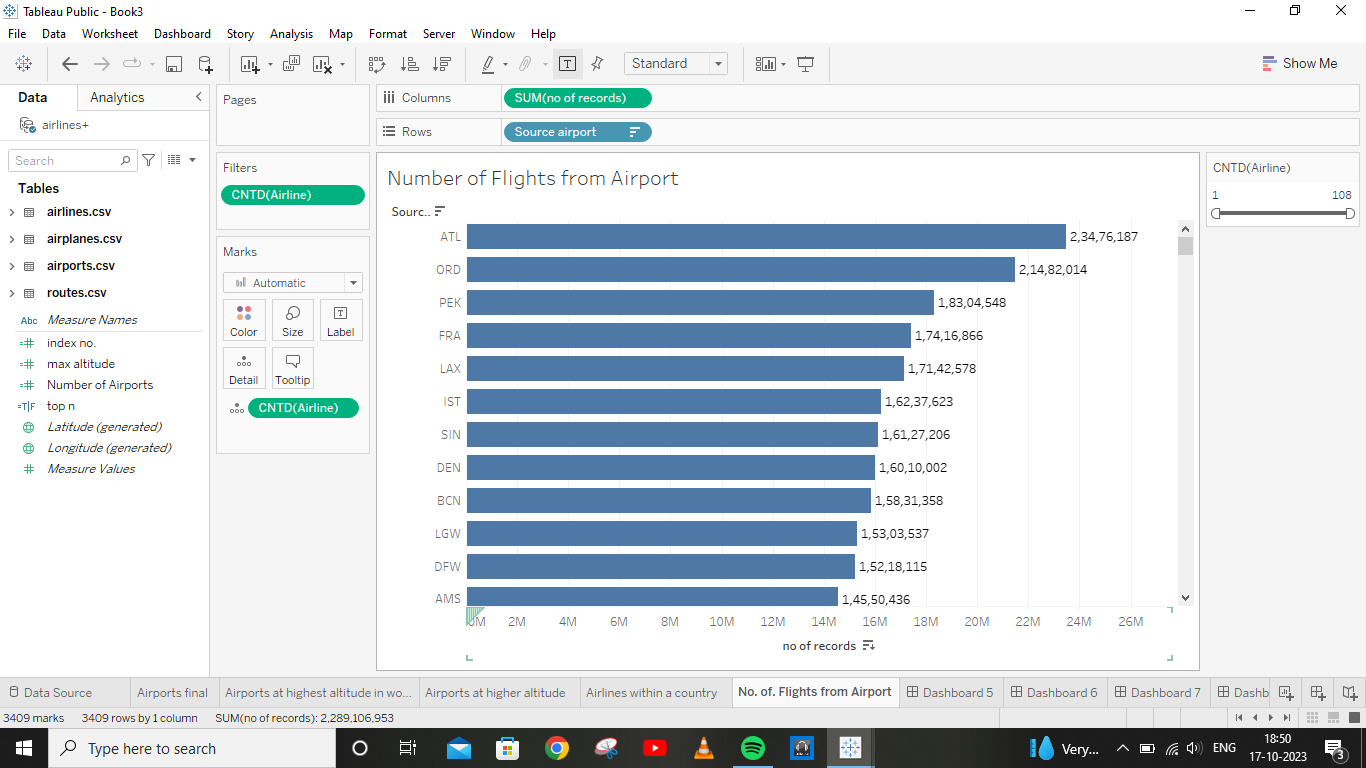 Tableau Public - Book3
File Data Worksheet Dashboard Story Analysis Map Format Server Window Help
Standard
Show Me
Data Analytics
airlines+
Search
Tables
airlines.csv
airplanes.csv
airports.csv
routes.csv
Abc Measure Names
index no.
max altitude
Number of Airports
=T|F top n
Latitude (generated)
Longitude (generated)
Measure Values
Pages
Filters
CNTD(Airline)
Marks
Automatic
Color Size Label
Detail Tooltip
CNTD(Airline)
Columns SUM(no of records)
Rows Source airport
Number of Flights from Airport
Sourc..
ATL 2,34,76,187
ORD 2,14,82,014
PEK 1,83,04,548
FRA 1,74,16,866
LAX 1,71,42,578
IST 1,62,37,623
SIN 1,61,27,206
DEN 1,60,10,002
BCN 1,58,31,358
LGW 1,53,03,537
DFW 1,52,18,115
AMS 1,45,50,436
0M 2M 4M 6M 8M 10M 12M 14M 16M 18M 20M 22M 24M 26M
no of records
CNTD(Airline)
1 108
Data Source Airports final Airports at highest altitude in wo... Airports at higher altitude Airlines within a country No. of. Flights from Airport Dashboard 5 Dashboard 6 Dashboard 7 Dashb
3409 marks 3409 rows by 1 column SUM(no of records): 2,289,106,953
Type here to search
Very... ENG 18:50
17-10-2023 3